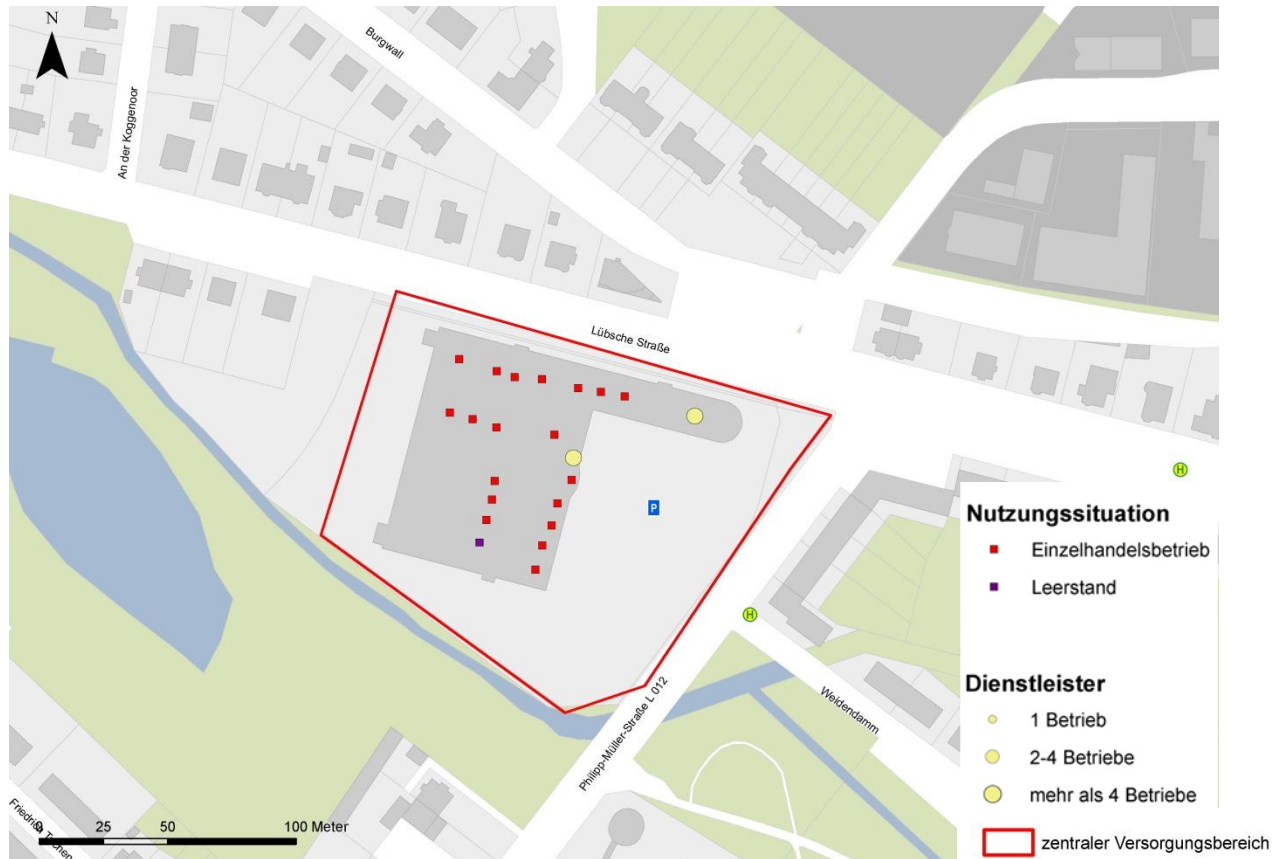 N
Burgwall
An der Koggenoor
Lübsche Straße
P
H
H
Philipp-Müller-Straße L 012
Weidendamm
25 50 100 Meter
Nutzungssituation
Einzelhandelsbetrieb
Leerstand
Dienstleister
1 Betrieb
2-4 Betriebe
mehr als 4 Betriebe
zentraler Versorgungsbereich